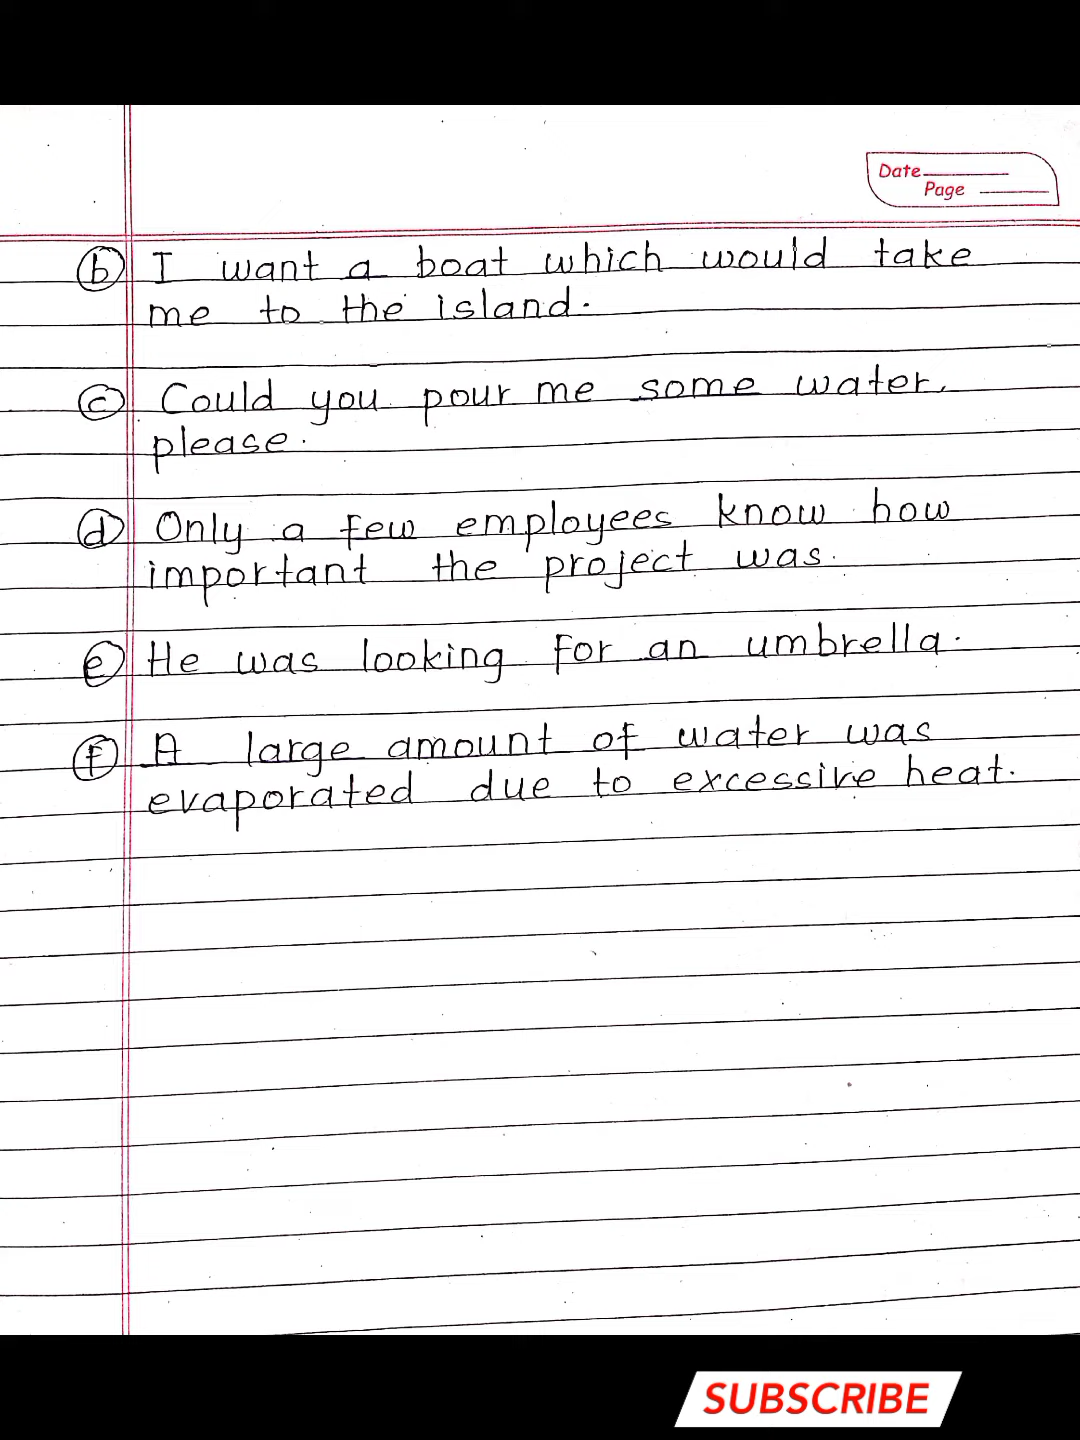 Date
Page
(b) I want a boat which would take
me to the island.
(c) Could you pour me some water,
please.
(d) Only a few employees know how
important the project was.
(e) He was looking for an umbrella.
(f) A large amount of water was
evaporated due to excessive heat.
SUBSCRIBE